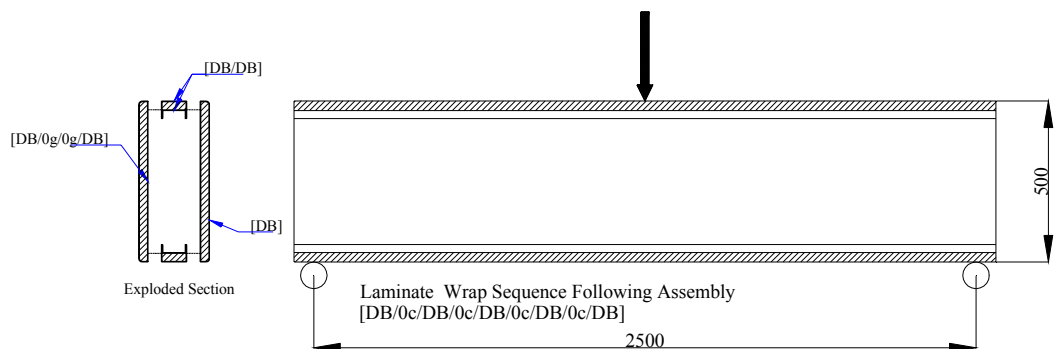 [DB/DB]
[DB/0g/0g/DB]
[DB]
Exploded Section
500
Laminate Wrap Sequence Following Assembly
[DB/0c/DB/0c/DB/0c/DB/0c/DB]
2500